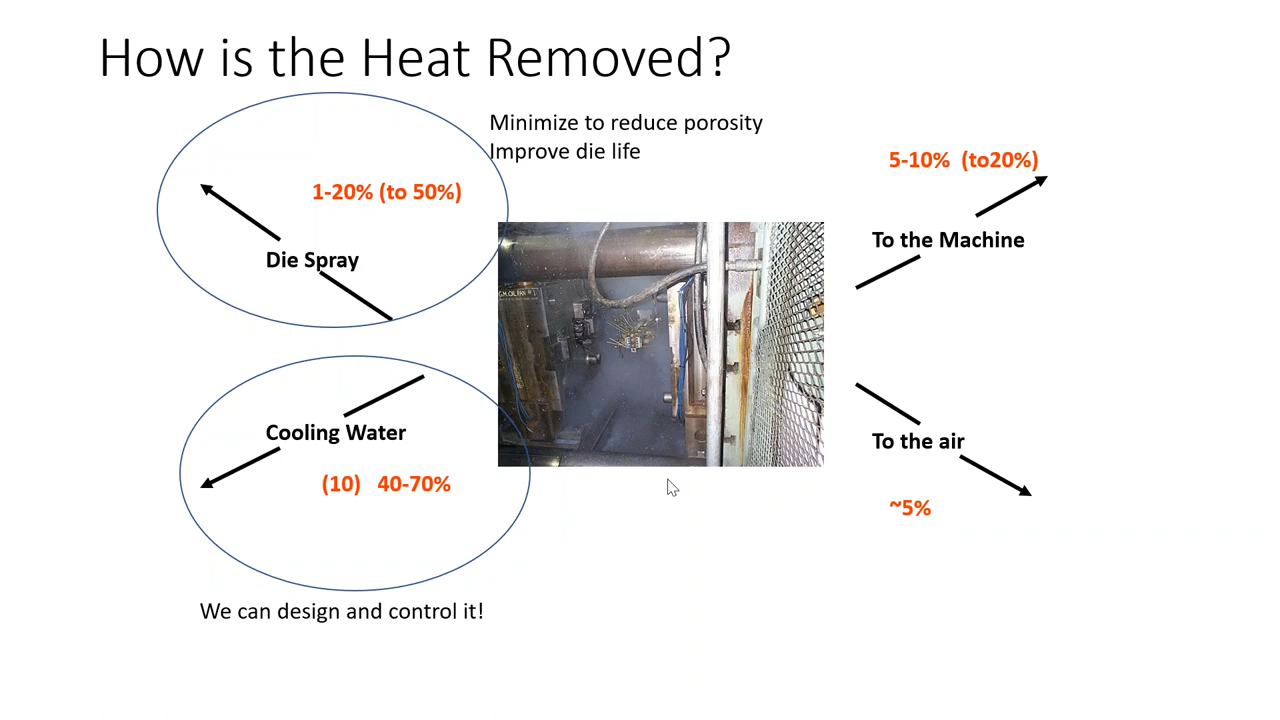 How is the Heat Removed?
Minimize to reduce porosity
Improve die life
1-20% (to 50%)
Die Spray
5-10%  (to20%)
To the Machine
Cooling Water
(10)   40-70%
To the air
~5%
We can design and control it!